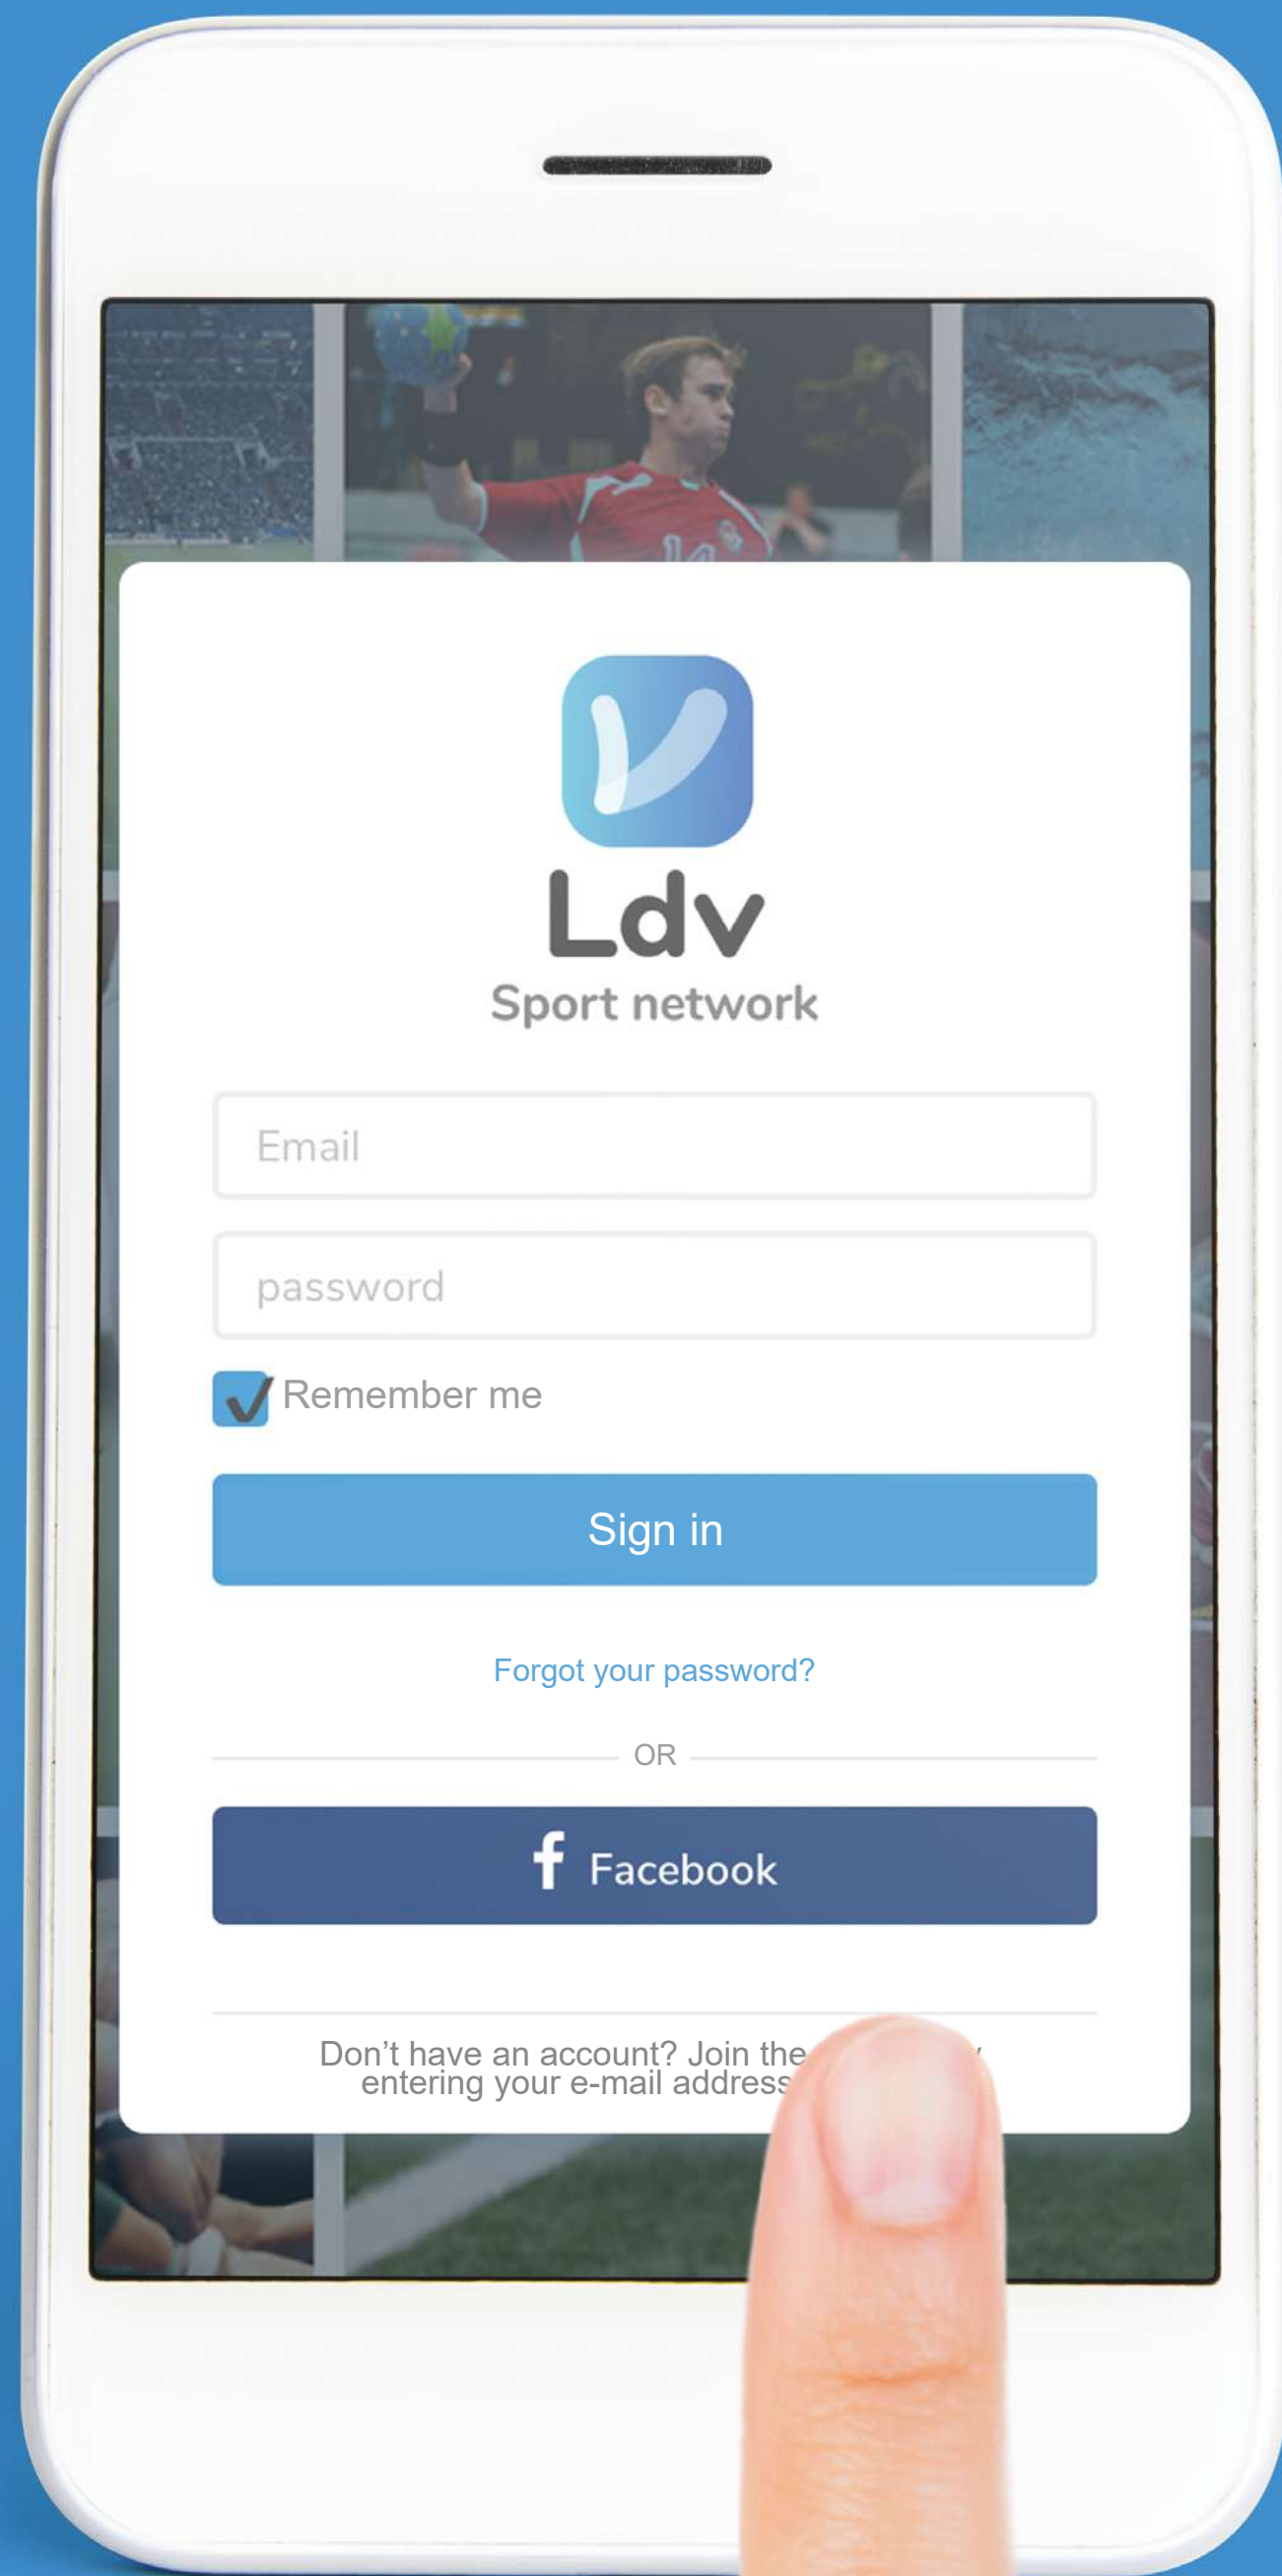 14
Ldv
Sport network
Email
password
Remember me
Sign in
Forgot your password?
OR
f Facebook
Don’t have an account? Join the
entering your e-mail address